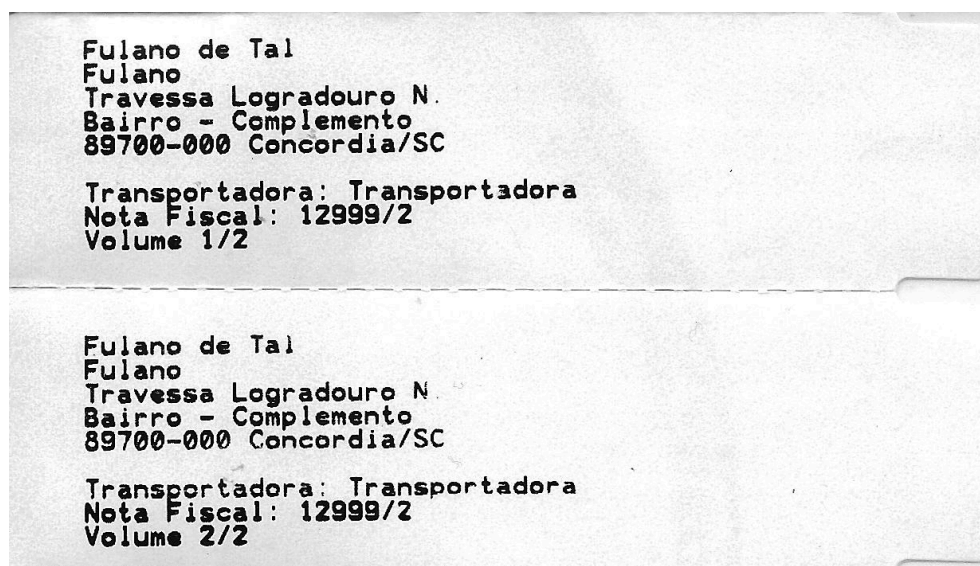 Fulano de Tal
Fulano
Travessa Logradouro N.
Bairro - Complemento
89700-000 Concordia/SC
Transportadora: Transportadora
Nota Fiscal: 12999/2
Volume 1/2
Fulano de Tal
Fulano
Travessa Logradouro N.
Bairro - Complemento
89700-000 Concordia/SC
Transportadora: Transportadora
Nota Fiscal: 12999/2
Volume 2/2